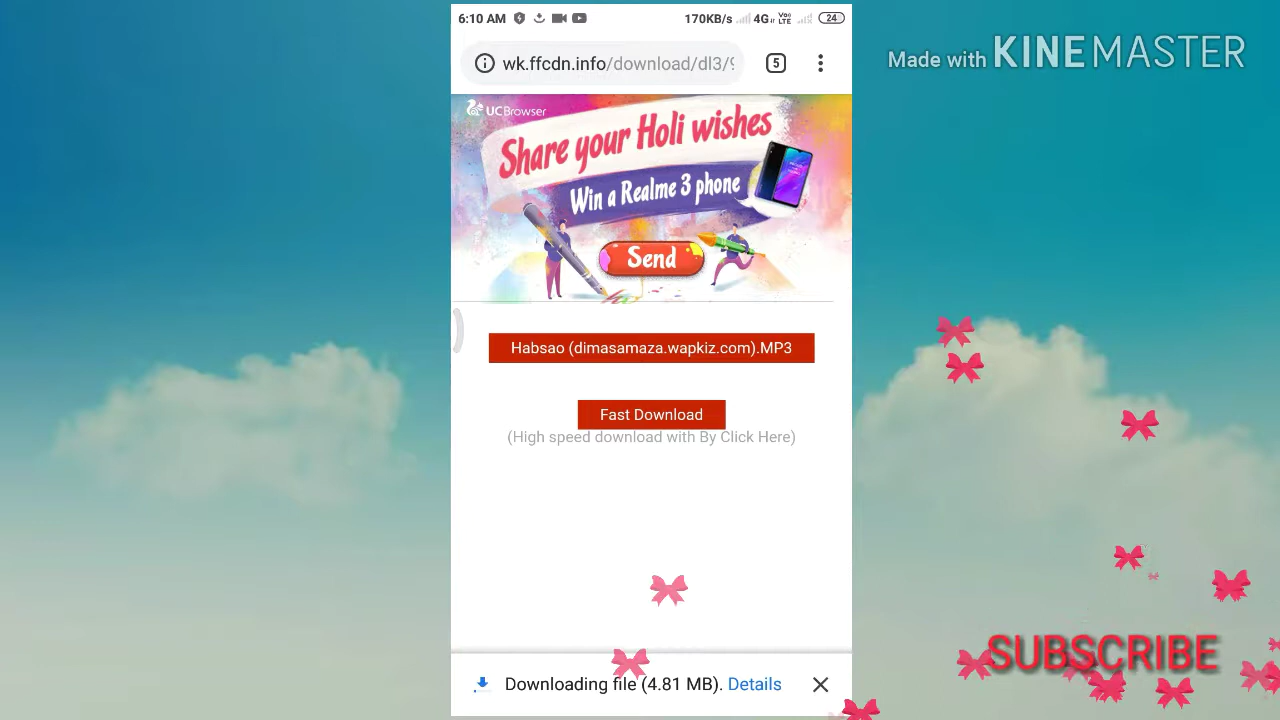 6:10 AM 170KB/s 4G Vo LTE 24
Made with KINEMASTER
wk.ffcdn.info/download/dl3/9
5
UCBrowser
Share your Holi wishes
Win a Realme 3 phone
Send
Habsao (dimasamaza.wapkiz.com).MP3
Fast Download
(High speed download with By Click Here)
SUBSCRIBE
Downloading file (4.81 MB). Details